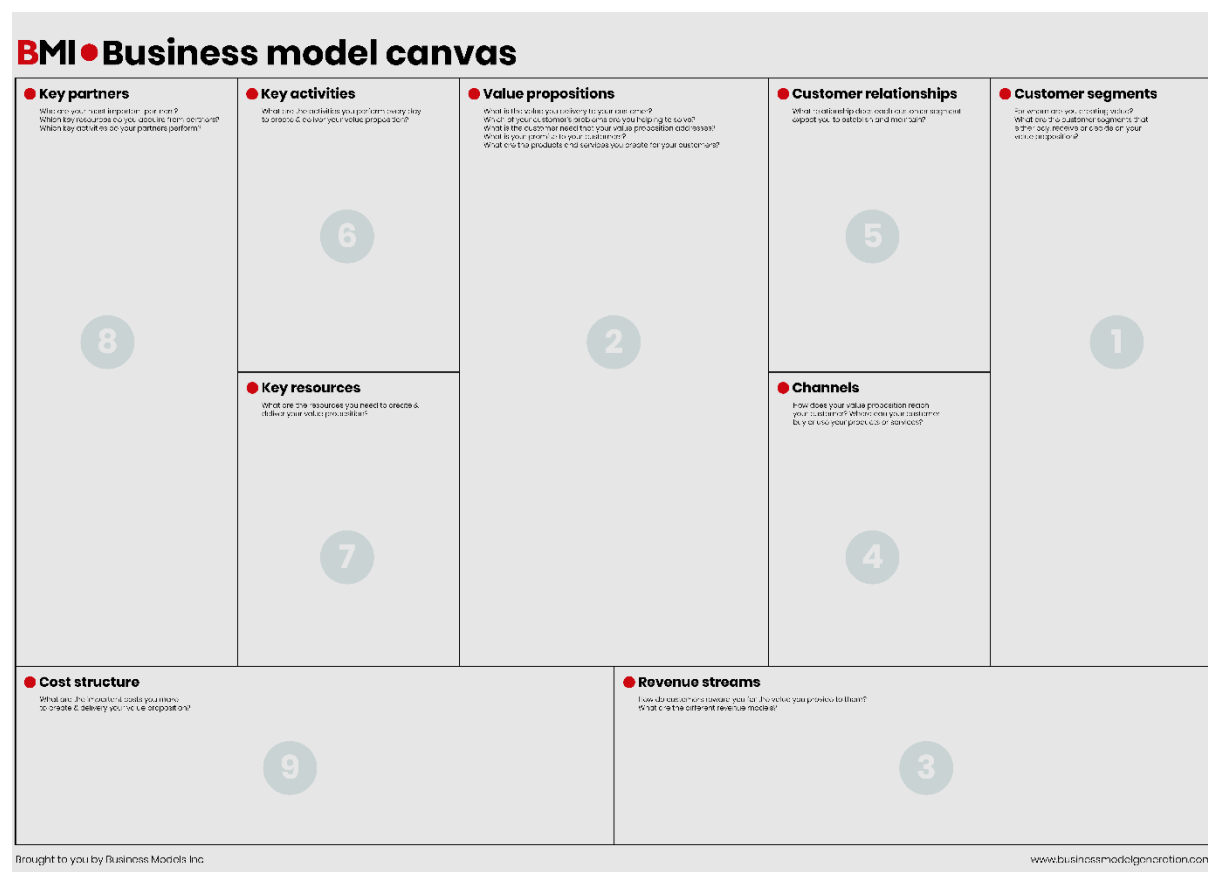 BMI Business model canvas
Key partners
Who are your most important partners?
Which key resources do you acquire from partners?
Which key activities do your partners perform?
Key activities
What are the activities you perform every day
to create & deliver your value proposition?
Value propositions
What is the value you delivery to your customer?
Which of your customer's problems are you helping to solve?
What is the customer need that your value proposition addresses?
What is your promise to your customers?
What are the products and services you create for your customers?
Customer relationships
What relationship does each customer segment
expect you to establish and maintain?
Customer segments
For whom are you creating value?
What are the customer segments that
either pay, receive or decide on your
value proposition?
6
5
8
2
1
Key resources
What are the resources you need to create &
deliver your value proposition?
Channels
How does your value proposition reach
your customer? Where can your customer
buy or use your products or services?
7
4
Cost structure
What are the important costs you make
to create & delivery your value proposition?
Revenue streams
How do customers reward you for the value you provide to them?
What are the different revenue models?
9
3
Brought to you by Business Models Inc
www.businessmodelgeneration.com